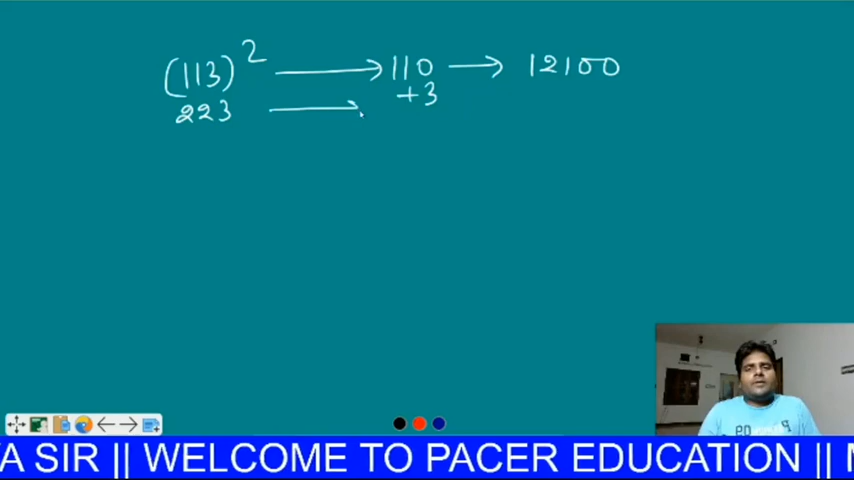 (113)² ⟶ 110 ⟶ 12100
+3
223 ⟶
A SIR || WELCOME TO PACER EDUCATION ||